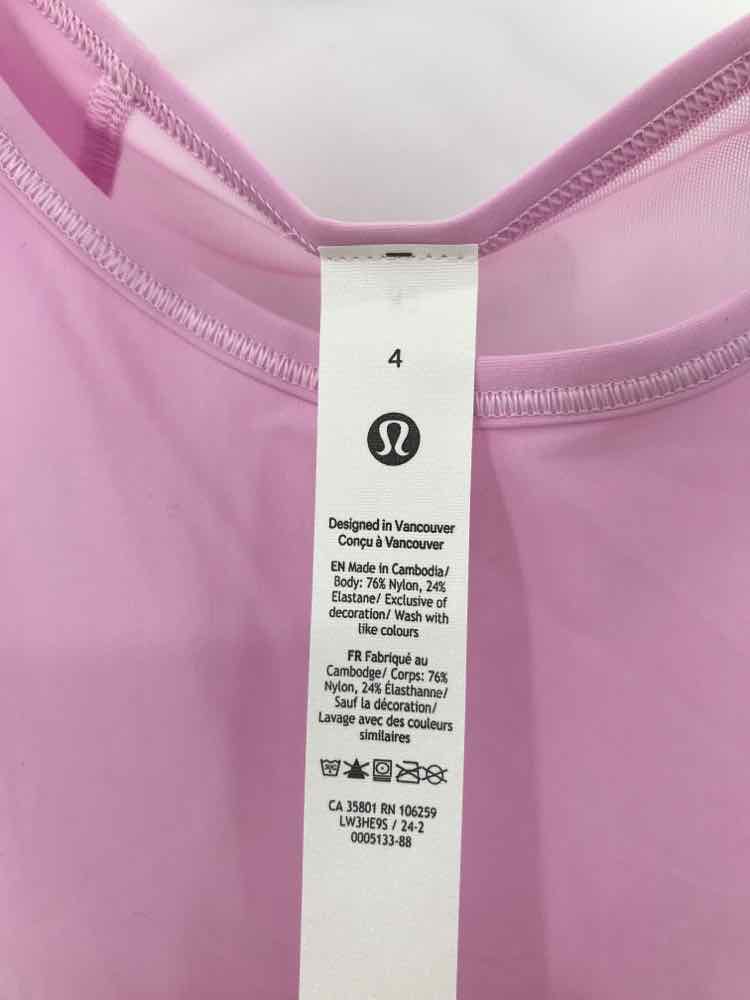 4
Designed in Vancouver
Conçu à Vancouver
EN Made in Cambodia/
Body: 76% Nylon, 24%
Elastane/ Exclusive of
decoration/ Wash with
like colours
FR Fabriqué au
Cambodge/ Corps: 76%
Nylon, 24% Élasthanne/
Sauf la décoration/
Lavage avec des couleurs
similaires
CA 35801 RN 106259
LW3HE9S / 24-2
0005133-88